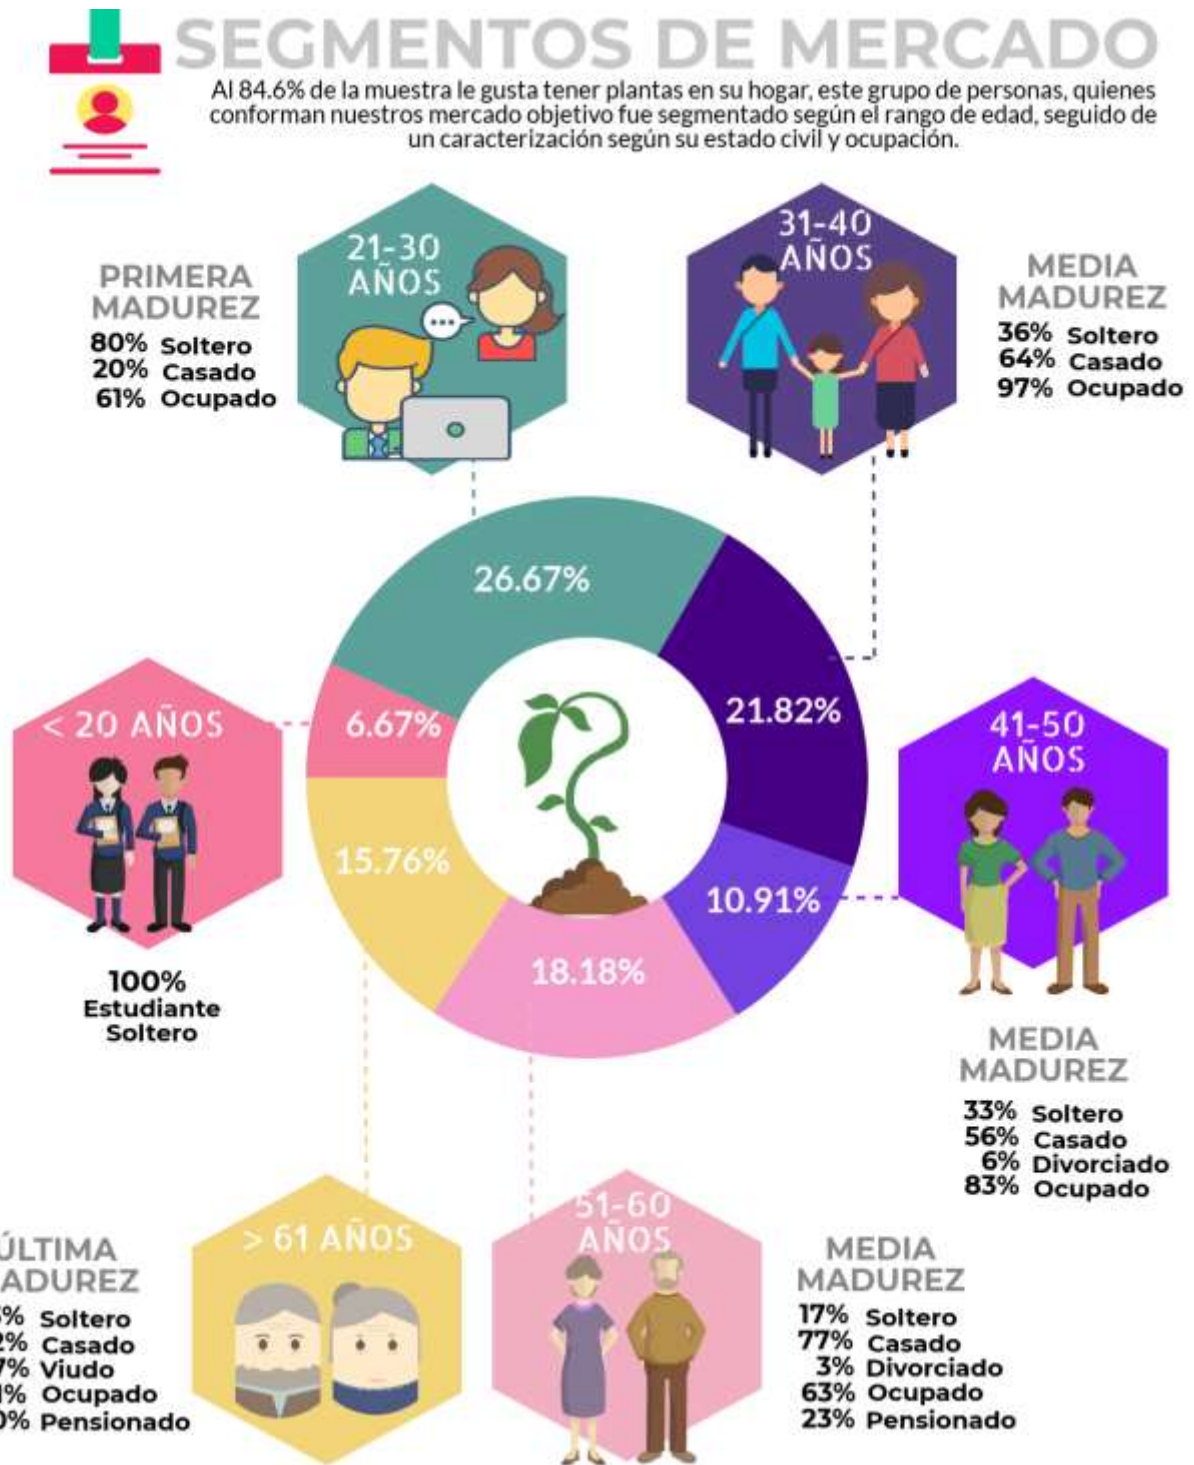 SEGMENTOS DE MERCADO
Al 84.6% de la muestra le gusta tener plantas en su hogar, este grupo de personas, quienes
conforman nuestros mercado objetivo fue segmentado según el rango de edad, seguido de
un caracterización según su estado civil y ocupación.
21-30
AÑOS
PRIMERA
MADUREZ
80% Soltero
20% Casado
61% Ocupado
31-40
AÑOS
MEDIA
MADUREZ
36% Soltero
64% Casado
97% Ocupado
26.67%
21.82%
6.67%
15.76%
10.91%
18.18%
< 20 AÑOS
100%
Estudiante
Soltero
41-50
AÑOS
MEDIA
MADUREZ
33% Soltero
56% Casado
6% Divorciado
83% Ocupado
> 61 AÑOS
ÚLTIMA
ADUREZ
% Soltero
2% Casado
7% Viudo
1% Ocupado
0% Pensionado
51-60
AÑOS
MEDIA
MADUREZ
17% Soltero
77% Casado
3% Divorciado
63% Ocupado
23% Pensionado